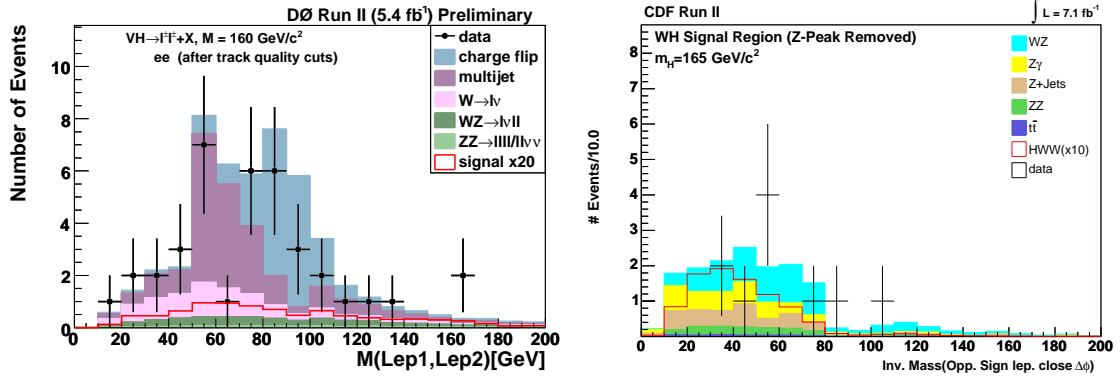 DØ Run II (5.4 fb⁻¹) Preliminary
VH→l±l±+X, M = 160 GeV/c²
ee (after track quality cuts)
data
charge flip
multijet
W→lν
WZ→lνll
ZZ→llll/llνν
signal x20
Number of Events
10
8
6
4
2
0
0 20 40 60 80 100 120 140 160 180 200
M(Lep1,Lep2)[GeV]
CDF Run II
∫ L = 7.1 fb⁻¹
WH Signal Region (Z-Peak Removed)
m_H=165 GeV/c²
WZ
Zγ
Z+Jets
ZZ
tt̄
HWW(x10)
data
# Events/10.0
8
7
6
5
4
3
2
1
0 20 40 60 80 100 120 140 160 180 200
Inv. Mass(Opp. Sign lep. close Δϕ)